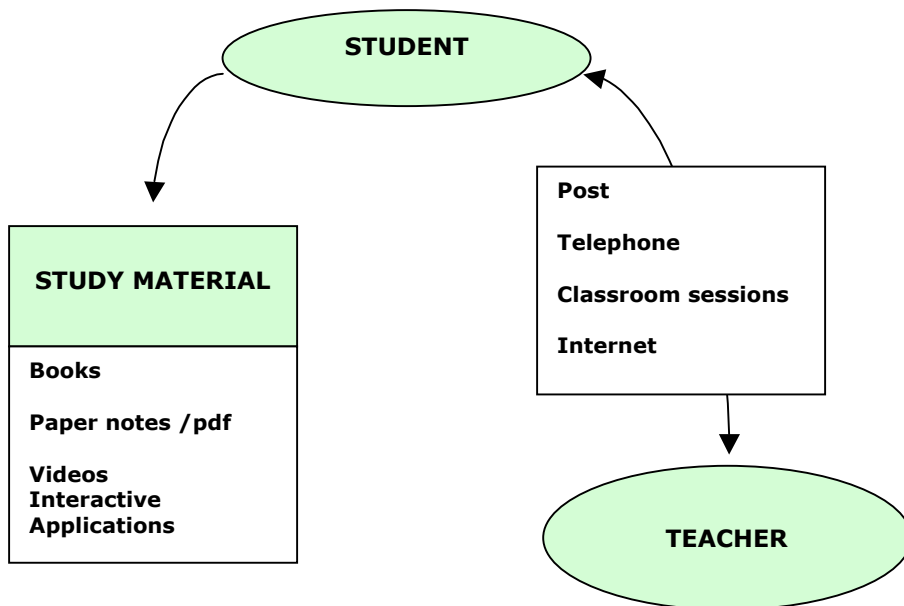 STUDENT
Post
Telephone
Classroom sessions
Internet
STUDY MATERIAL
Books
Paper notes /pdf
Videos
Interactive
Applications
TEACHER